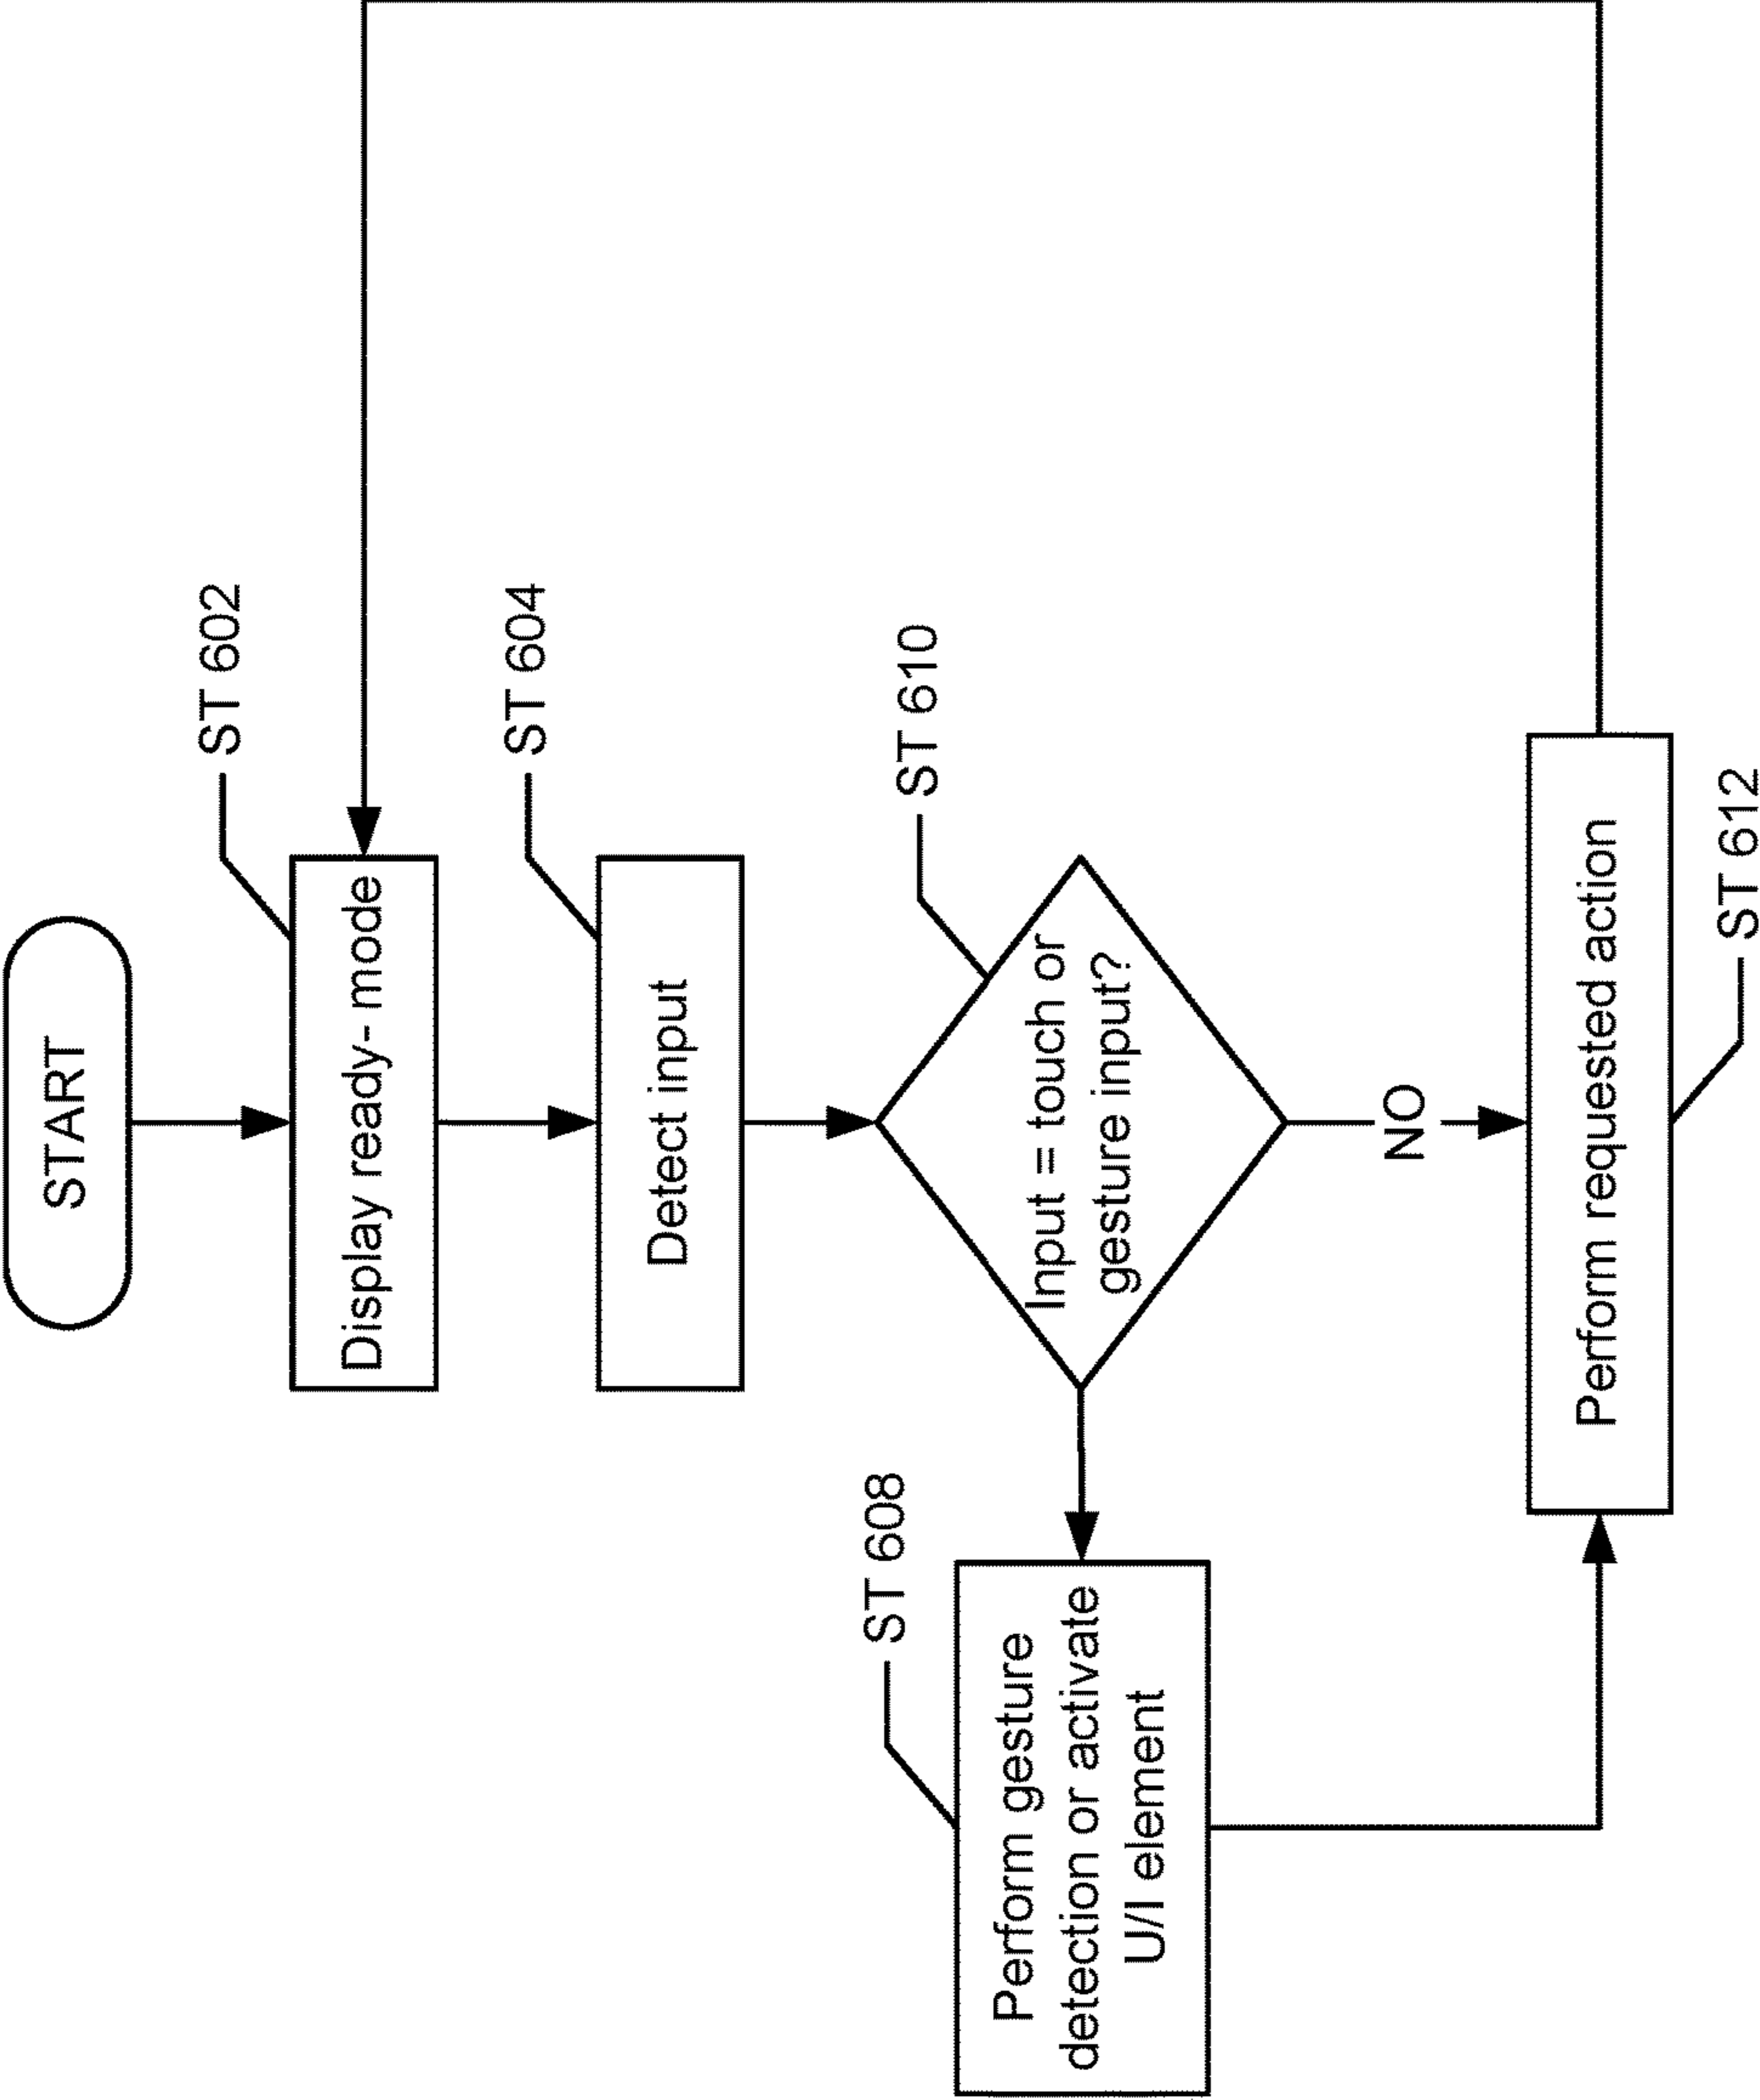 START
ST 602
Display ready- mode
ST 604
Detect input
ST 610
Input = touch or
gesture input?
ST 608
Perform gesture
detection or activate
U/I element
NO
Perform requested action
ST 612